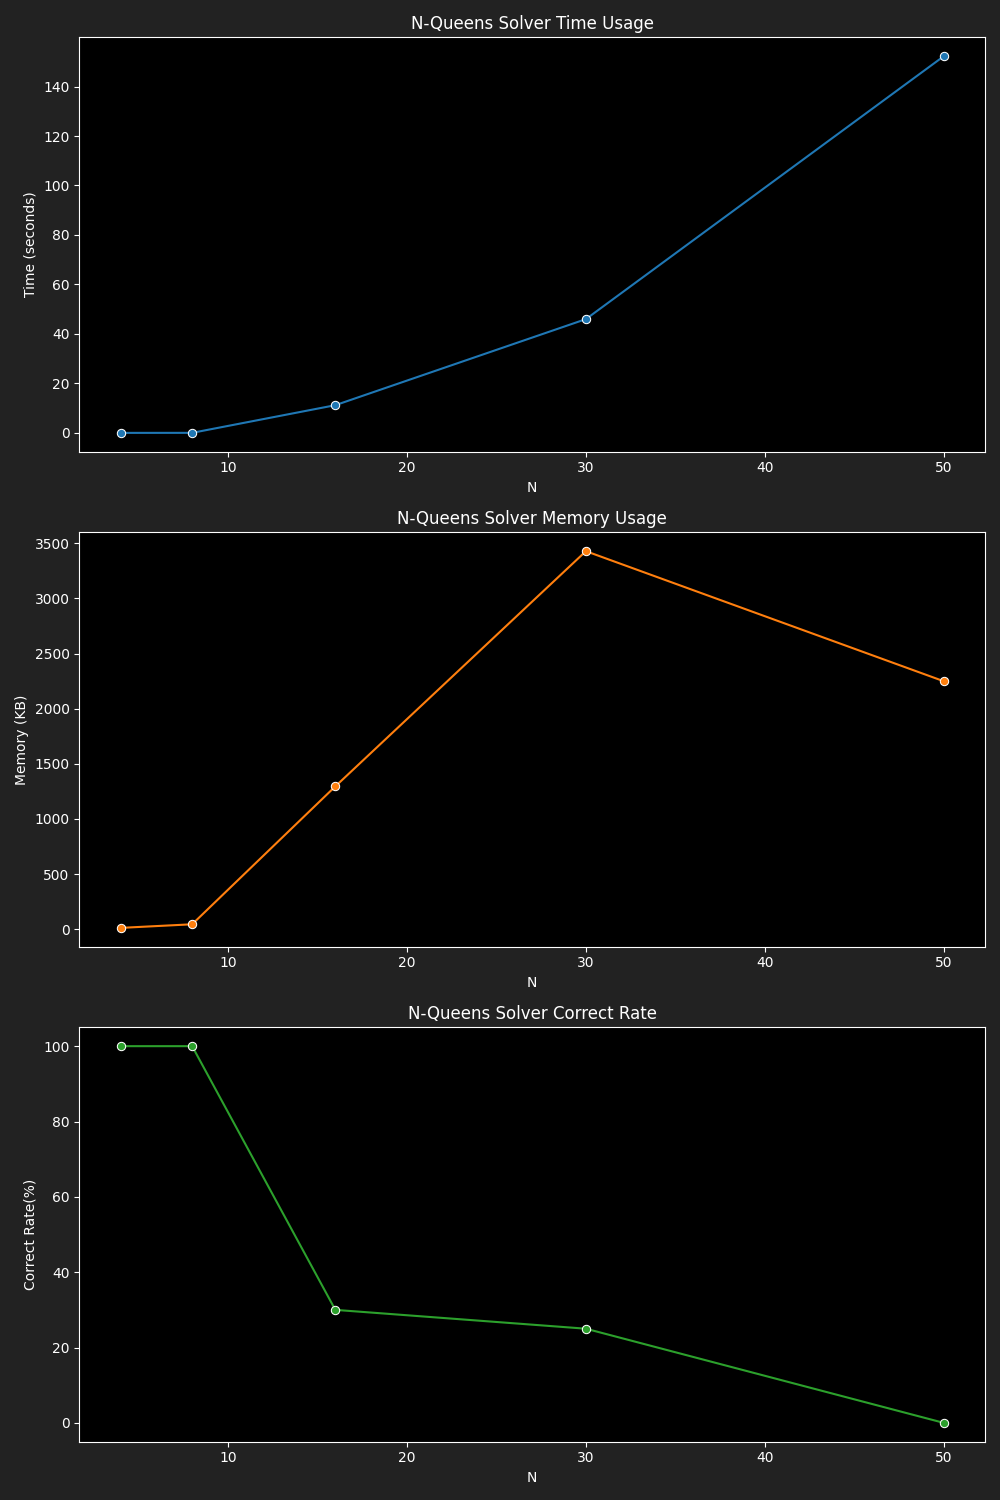 N-Queens Solver Time Usage
Time (seconds)
140
120
100
80
60
40
20
0
10 20 30 40 50
N
N-Queens Solver Memory Usage
Memory (KB)
3500
3000
2500
2000
1500
1000
500
0
10 20 30 40 50
N
N-Queens Solver Correct Rate
Correct Rate(%)
100
80
60
40
20
0
10 20 30 40 50
N